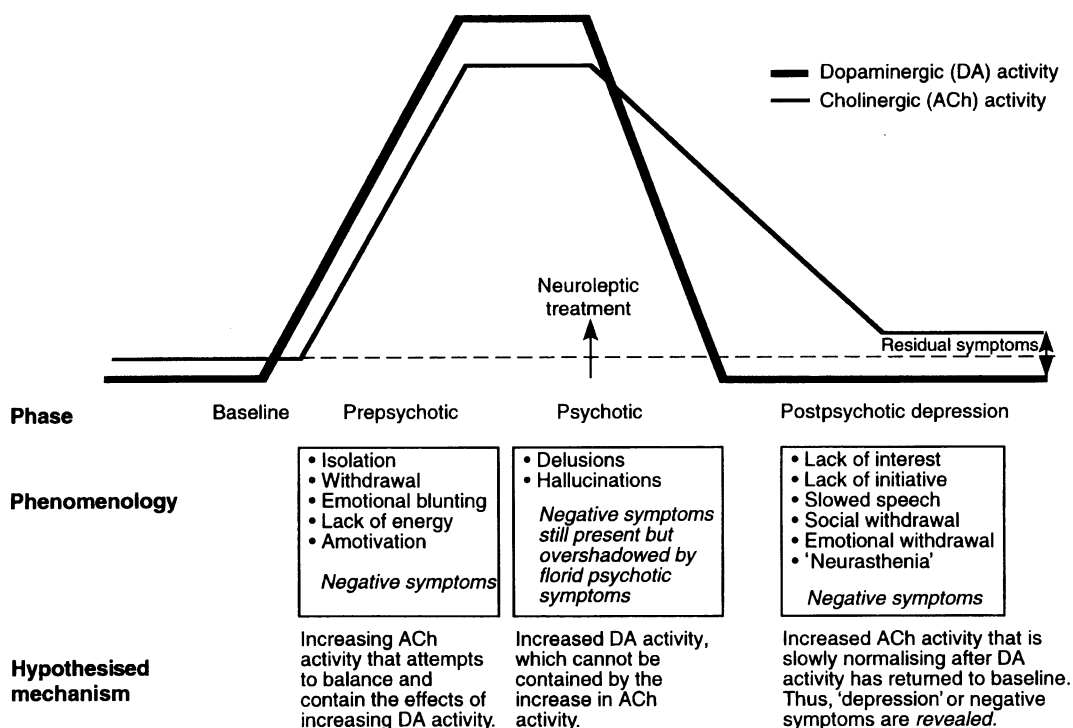 Dopaminergic (DA) activity
Cholinergic (ACh) activity
Neuroleptic
treatment
Residual symptoms
Phase
Baseline
Prepsychotic
Psychotic
Postpsychotic depression
Phenomenology
• Isolation
• Withdrawal
• Emotional blunting
• Lack of energy
• Amotivation
Negative symptoms
• Delusions
• Hallucinations
Negative symptoms
still present but
overshadowed by
florid psychotic
symptoms
• Lack of interest
• Lack of initiative
• Slowed speech
• Social withdrawal
• Emotional withdrawal
• 'Neurasthenia'
Negative symptoms
Hypothesised
mechanism
Increasing ACh
activity that attempts
to balance and
contain the effects of
increasing DA activity.
Increased DA activity,
which cannot be
contained by the
increase in ACh
activity.
Increased ACh activity that is
slowly normalising after DA
activity has returned to baseline.
Thus, 'depression' or negative
symptoms are revealed.